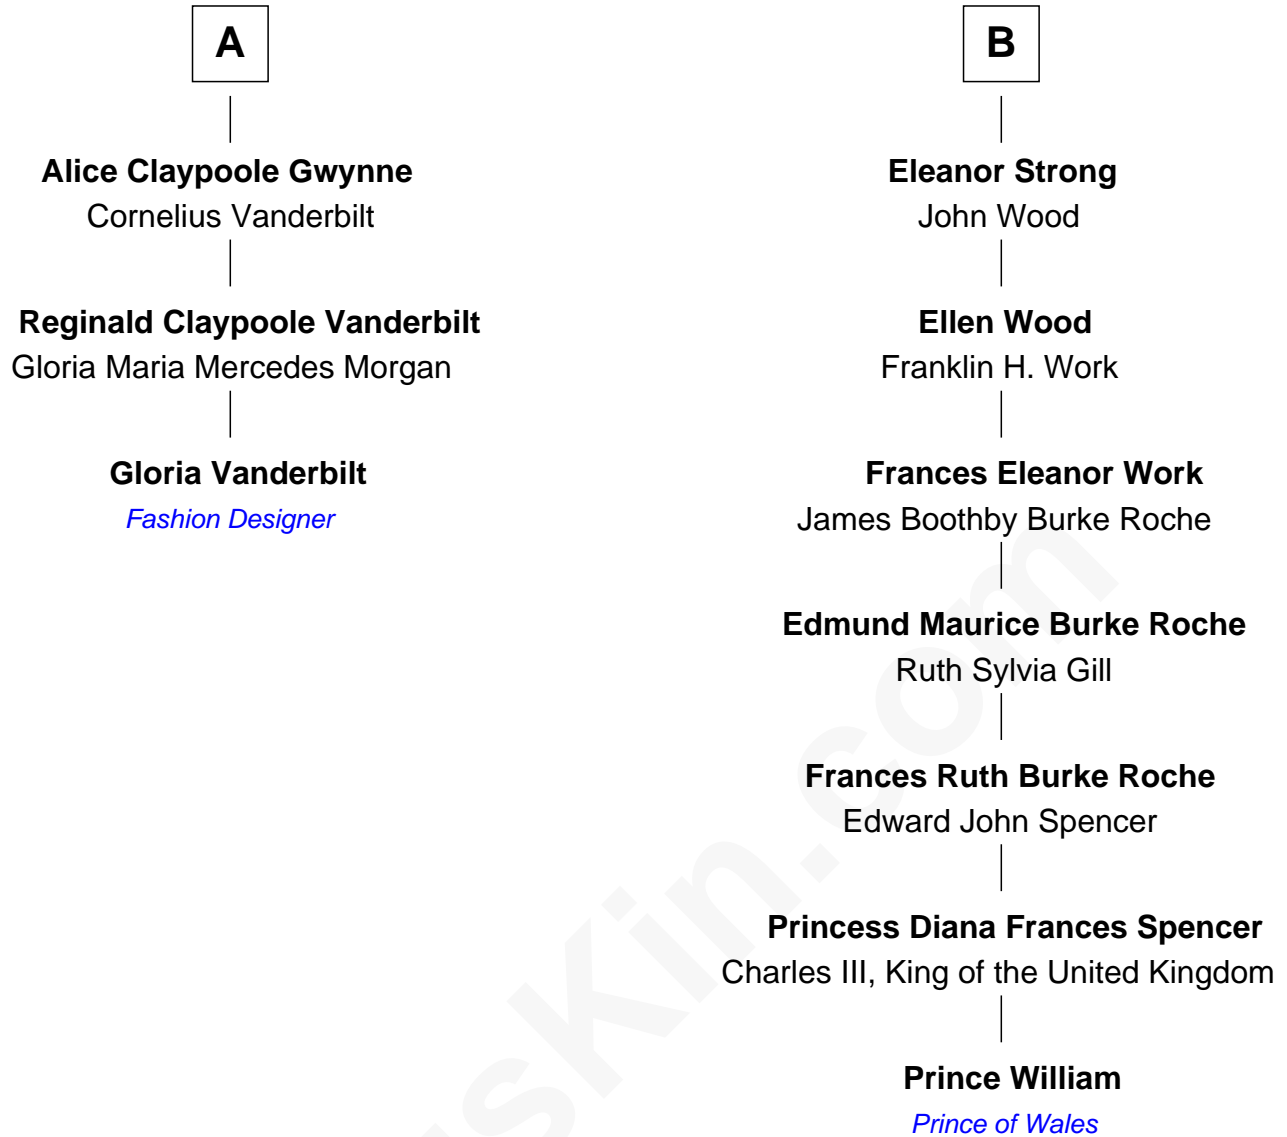 A
Alice Claypoole Gwynne
Cornelius Vanderbilt
Reginald Claypoole Vanderbilt
Gloria Maria Mercedes Morgan
Gloria Vanderbilt
Fashion Designer
B
Eleanor Strong
John Wood
Ellen Wood
Franklin H. Work
Frances Eleanor Work
James Boothby Burke Roche
Edmund Maurice Burke Roche
Ruth Sylvia Gill
Frances Ruth Burke Roche
Edward John Spencer
Princess Diana Frances Spencer
Charles III, King of the United Kingdom
Prince William
Prince of Wales
sKin.com